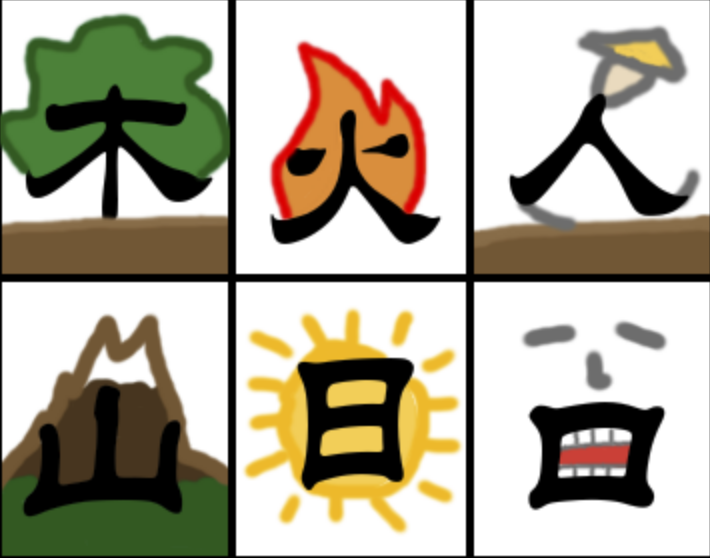 木 火 人
山 日 口